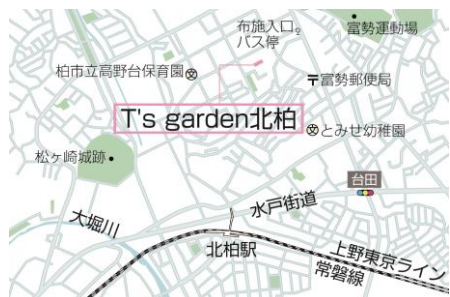 布施入口
バス停
富勢運動場
柏市立高野台保育園
〒富勢郵便局
T's garden北柏
とみせ幼稚園
松ヶ崎城跡
台田
水戸街道
大堀川
北柏駅
上野東京ライン
常磐線